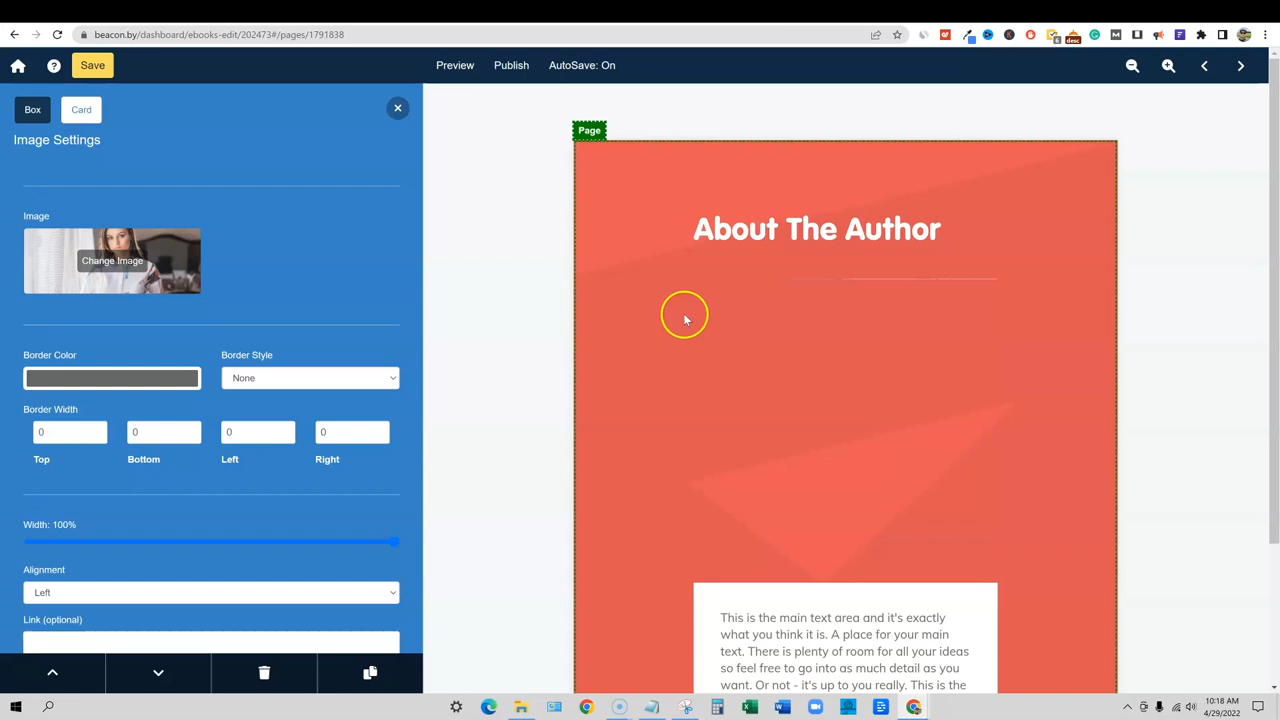 beacon.by/dashboard/ebooks-edit/202473#/pages/1791838
6
desc
Save
Preview
Publish
AutoSave: On
Box
Card
Image Settings
Page
Image
Change Image
About The Author
Border Color
Border Style
None
Border Width
0
0
0
0
Top
Bottom
Left
Right
Width: 100%
Alignment
Left
Link (optional)
This is the main text area and it's exactly
what you think it is. A place for your main
text. There is plenty of room for all your ideas
so feel free to go into as much detail as you
want. Or not - it's up to you really. This is the
10:18 AM
4/29/2022